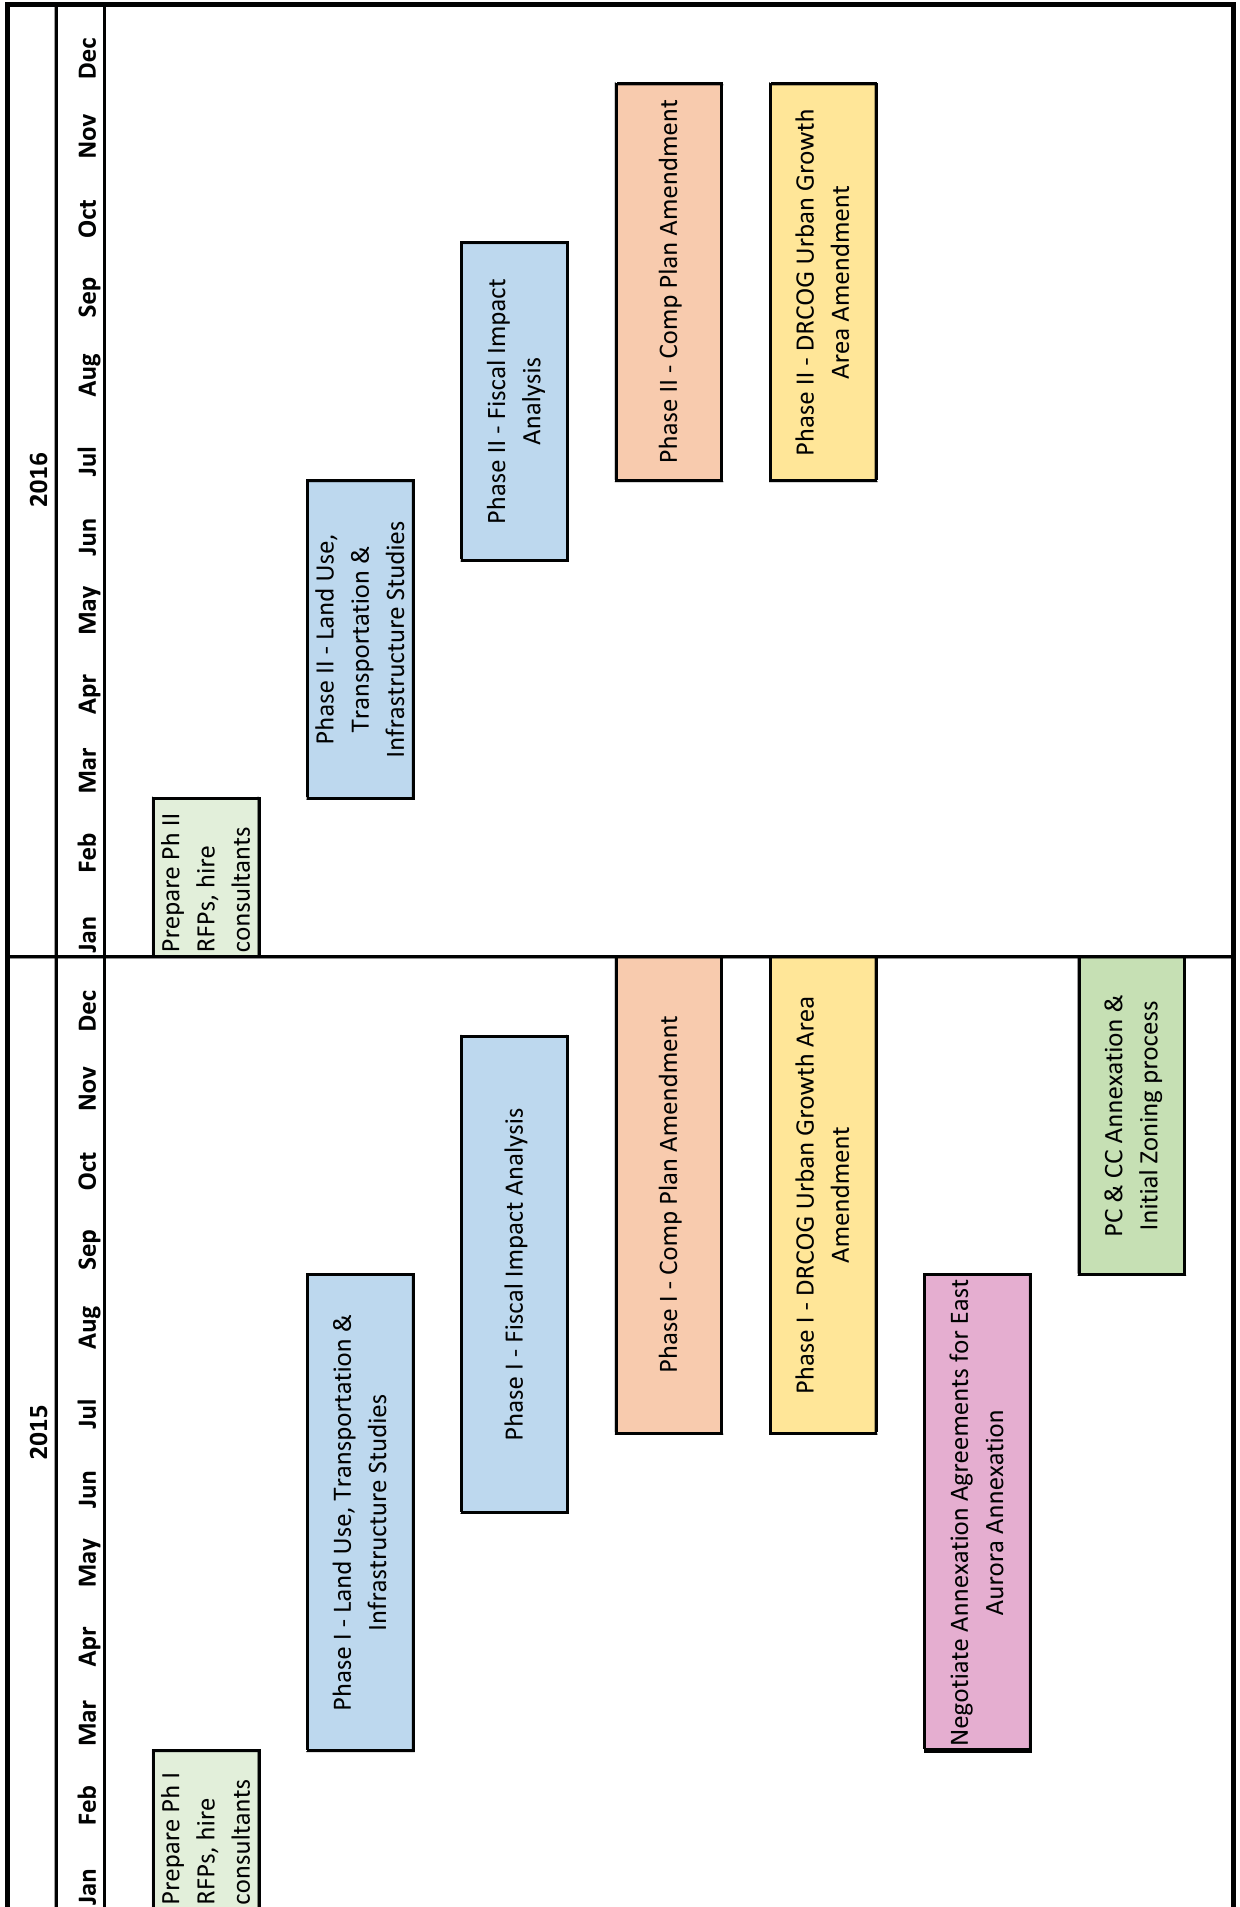 2015
2016
Jan Feb Mar Apr May Jun Jul Aug Sep Oct Nov Dec
Jan Feb Mar Apr May Jun Jul Aug Sep Oct Nov Dec
Prepare Ph I
RFPs, hire
consultants
Prepare Ph II
RFPs, hire
consultants
Phase I - Land Use, Transportation &
Infrastructure Studies
Phase II - Land Use,
Transportation &
Infrastructure Studies
Phase I - Fiscal Impact Analysis
Phase II - Fiscal Impact
Analysis
Phase I - Comp Plan Amendment
Phase II - Comp Plan Amendment
Phase I - DRCOG Urban Growth Area
Amendment
Phase II - DRCOG Urban Growth
Area Amendment
Negotiate Annexation Agreements for East
Aurora Annexation
PC & CC Annexation &
Initial Zoning process